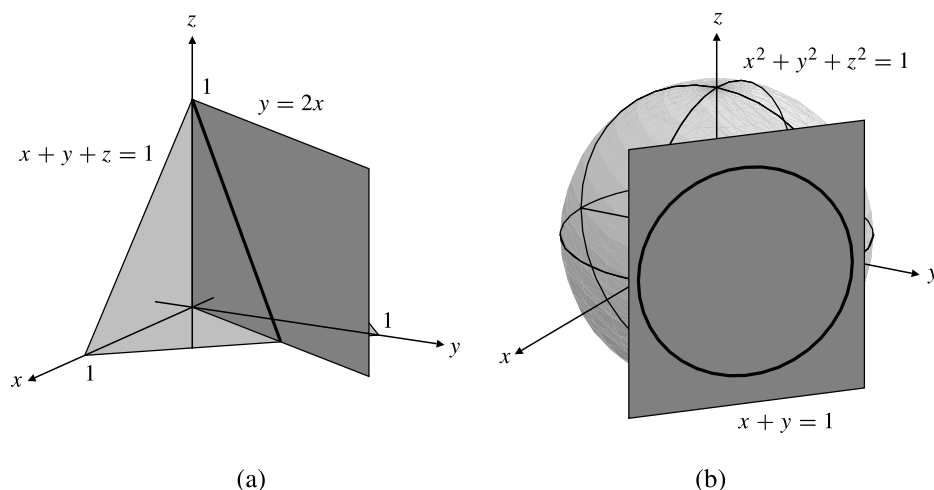 z
1
y = 2x
x + y + z = 1
1
y
x
1
(a)
z
x² + y² + z² = 1
y
x
x + y = 1
(b)